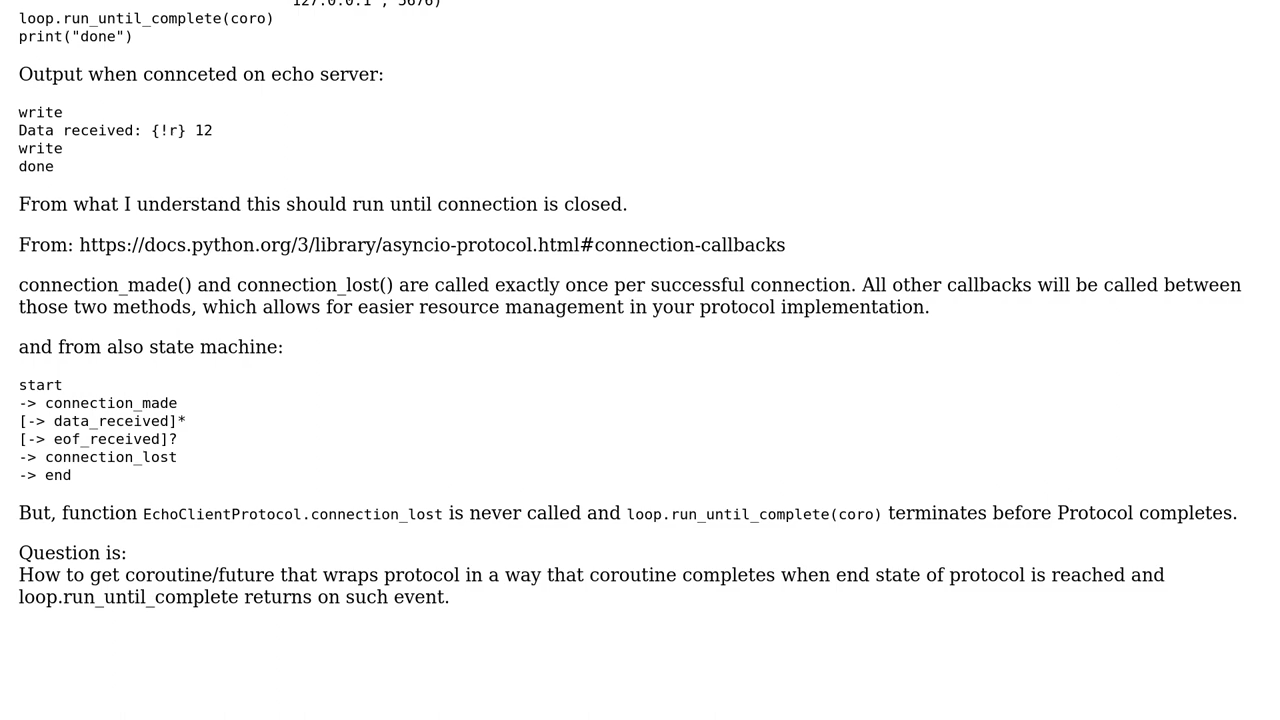 127.0.0.1', 5676)
loop.run_until_complete(coro)
print("done")
Output when connceted on echo server:
write
Data received: {!r} 12
write
done
From what I understand this should run until connection is closed.
From: https://docs.python.org/3/library/asyncio-protocol.html#connection-callbacks
connection_made() and connection_lost() are called exactly once per successful connection. All other callbacks will be called between
those two methods, which allows for easier resource management in your protocol implementation.
and from also state machine:
start
-> connection_made
[-> data_received]*
[-> eof_received]?
-> connection_lost
-> end
But, function EchoClientProtocol.connection_lost is never called and loop.run_until_complete(coro) terminates before Protocol completes.
Question is:
How to get coroutine/future that wraps protocol in a way that coroutine completes when end state of protocol is reached and
loop.run_until_complete returns on such event.